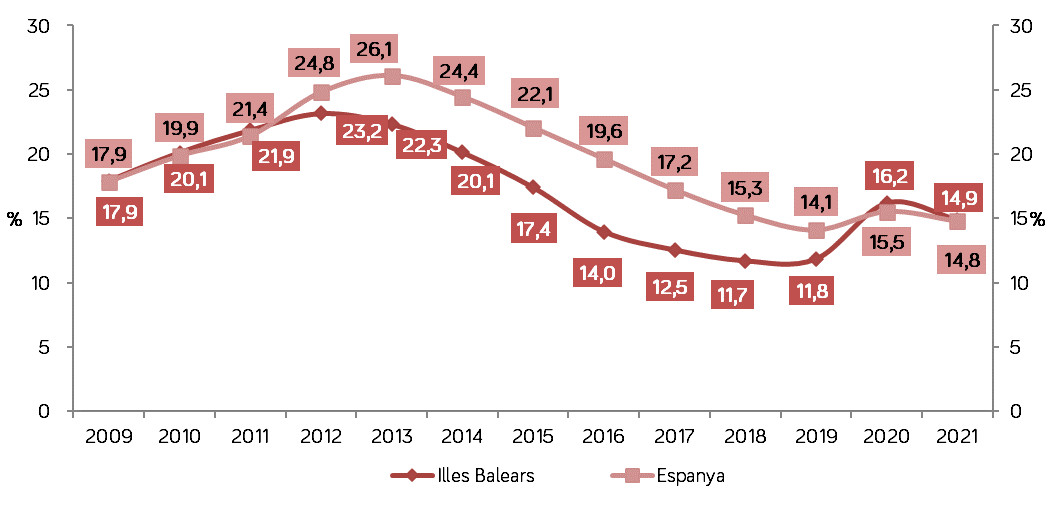 30 30
26,1
24,8 24,4
25 25
22,1
21,4
19,9 19,6
17,9 23,2 22,3
20 21,9 20
20,1 20,1 17,2 16,2
15,3 14,9
17,9 17,4 14,1
% 15 15%
14,0 15,5
12,5 11,7 11,8 14,8
10 10
5 5
0 0
2009 2010 2011 2012 2013 2014 2015 2016 2017 2018 2019 2020 2021
Illes Balears Espanya